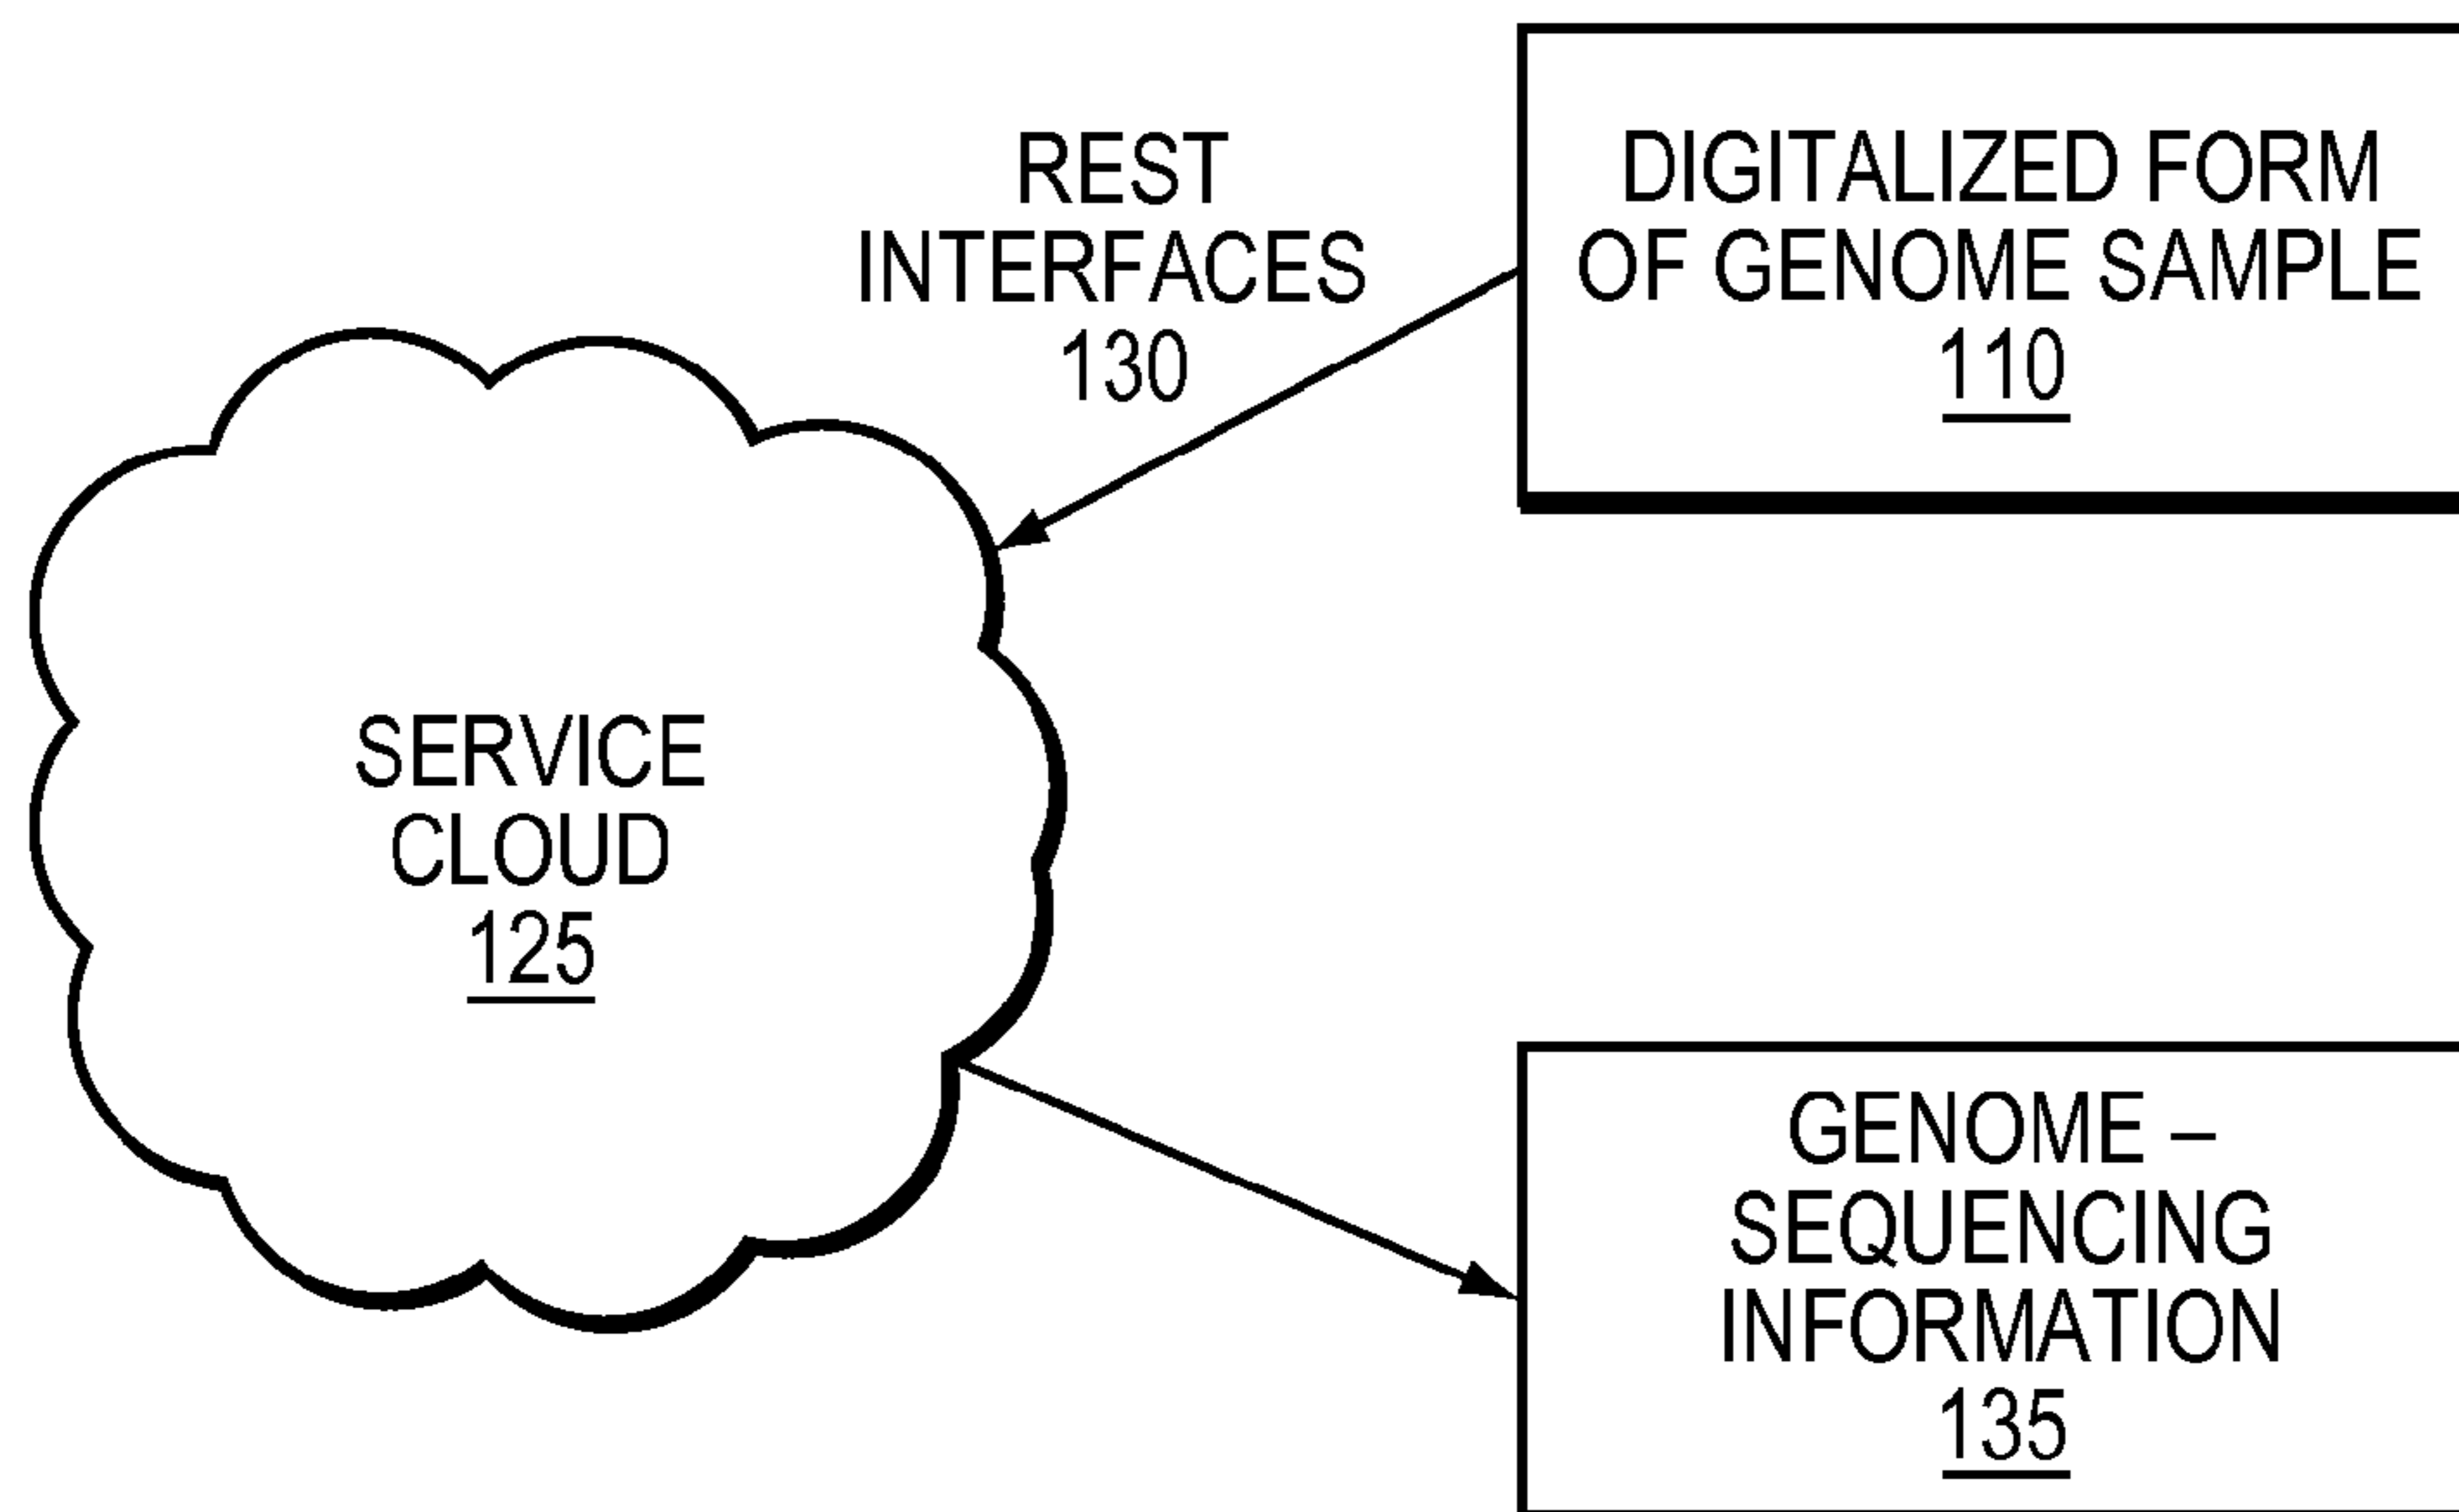 REST
INTERFACES
130
DIGITALIZED FORM
OF GENOME SAMPLE
110
SERVICE
CLOUD
125
GENOME –
SEQUENCING
INFORMATION
135